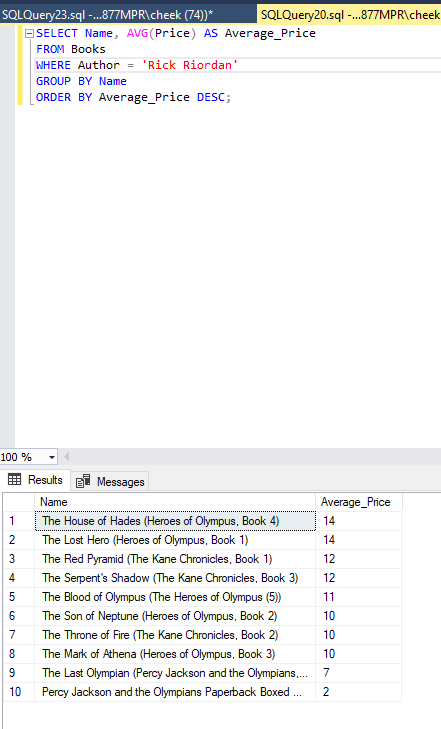 SQLQuery23.sql -...877MPR\cheek (74))* SQLQuery20.sql -...877MPR\cheek
SELECT Name, AVG(Price) AS Average_Price
FROM Books
WHERE Author = 'Rick Riordan'
GROUP BY Name
ORDER BY Average_Price DESC;
100 %
Results Messages
Name Average_Price
1 The House of Hades (Heroes of Olympus, Book 4) 14
2 The Lost Hero (Heroes of Olympus, Book 1) 14
3 The Red Pyramid (The Kane Chronicles, Book 1) 12
4 The Serpent's Shadow (The Kane Chronicles, Book 3) 12
5 The Blood of Olympus (The Heroes of Olympus (5)) 11
6 The Son of Neptune (Heroes of Olympus, Book 2) 10
7 The Throne of Fire (The Kane Chronicles, Book 2) 10
8 The Mark of Athena (Heroes of Olympus, Book 3) 10
9 The Last Olympian (Percy Jackson and the Olympians,... 7
10 Percy Jackson and the Olympians Paperback Boxed ... 2